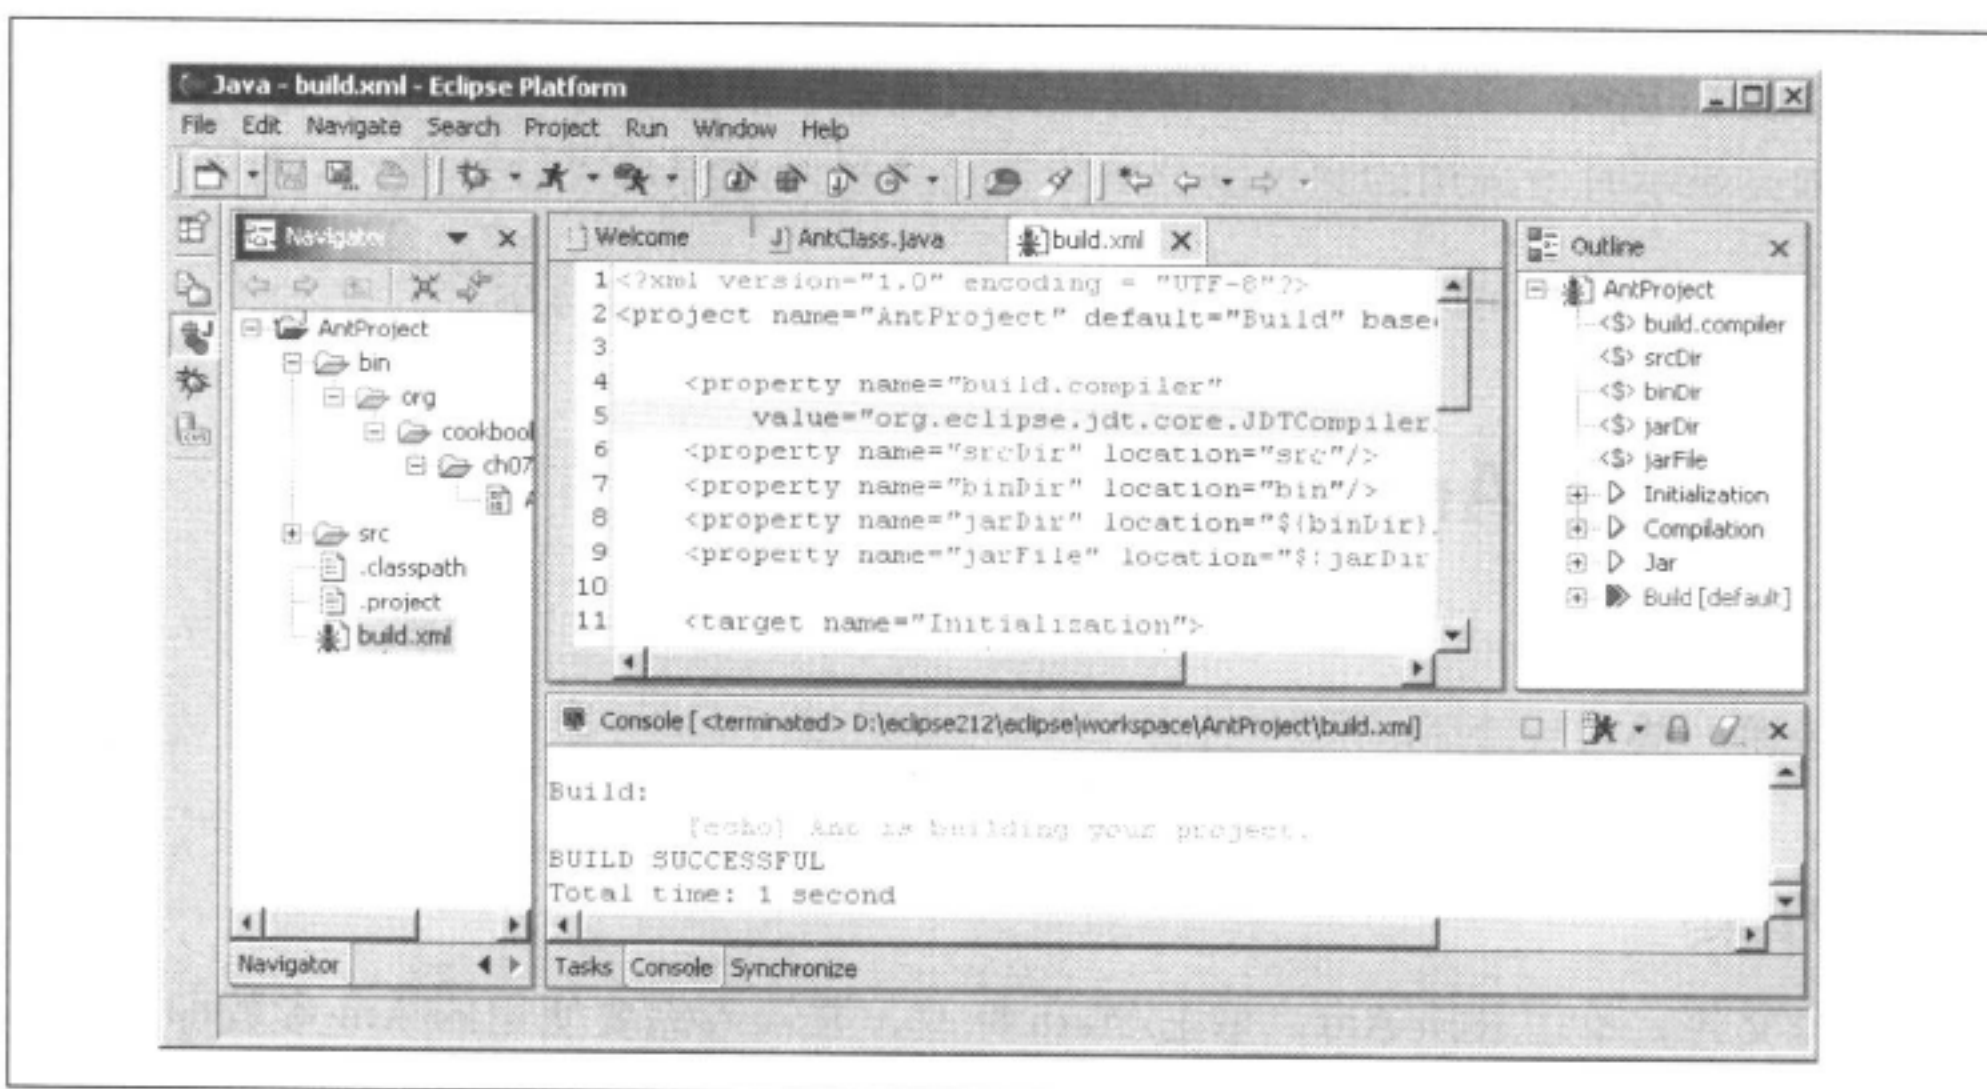 Java - build.xml - Eclipse Platform
File Edit Navigate Search Project Run Window Help
Navigator
AntProject
bin
org
cookbool
ch07
A
src
.classpath
.project
build.xml
Navigator
Welcome
AntClass.java
build.xml
1 <?xml version="1.0" encoding = "UTF-8"?>
2 <project name="AntProject" default="Build" base
3
4 <property name="build.compiler"
5 value="org.eclipse.jdt.core.JDTCompiler
6 <property name="srcDir" location="src"/>
7 <property name="binDir" location="bin"/>
8 <property name="jarDir" location="${binDir}
9 <property name="jarFile" location="${jarDir
10
11 <target name="Initialization">
Outline
AntProject
<$> build.compiler
<$> srcDir
<$> binDir
<$> jarDir
<$> jarFile
Initialization
Compilation
Jar
Build [default]
Console [ <terminated> D:\eclipse212\eclipse\workspace\AntProject\build.xml]
Build:
[echo] Ant is building your project.
BUILD SUCCESSFUL
Total time: 1 second
Tasks Console Synchronize